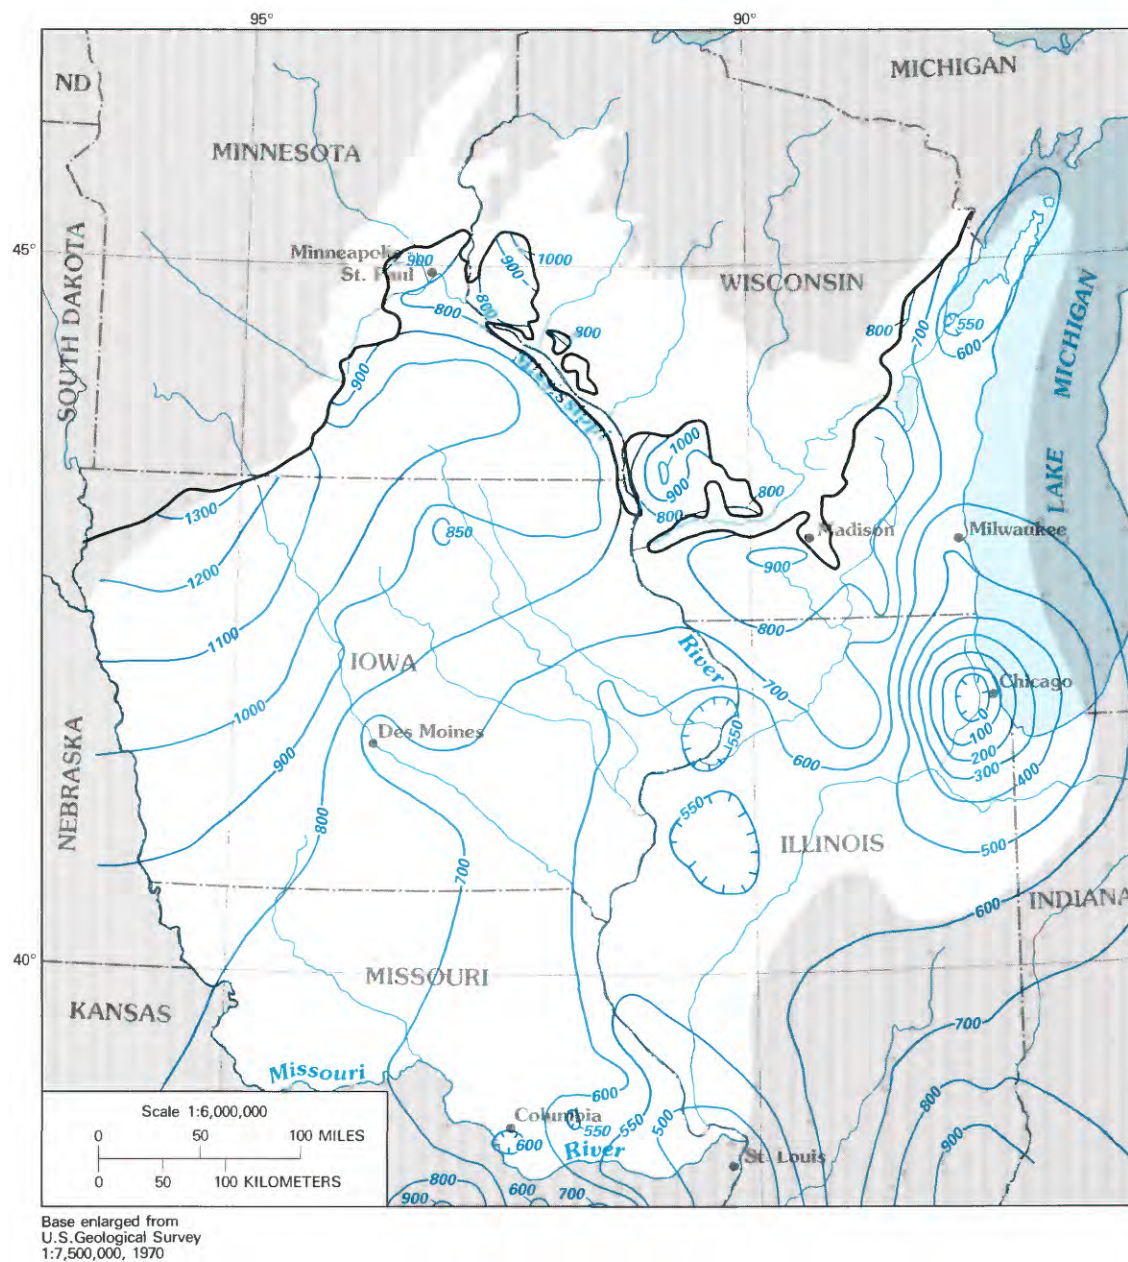 95°
90°
ND
MICHIGAN
MINNESOTA
45°
Minneapolis
St. Paul
900
900
1000
WISCONSIN
SOUTH DAKOTA
LAKE MICHIGAN
800
800
800
800
700
550
600
900
Mississippi
1000
900
800
800
1300
850
Madison
Milwaukee
900
1200
1100
800
IOWA
River
700
Chicago
0
100
200
300
400
1000
Des Moines
550
600
900
NEBRASKA
800
550
ILLINOIS
500
700
600
INDIANA
40°
MISSOURI
KANSAS
700
Missouri
600
800
Columbia
550
550
500
600
River
900
St. Louis
800
600
700
900
Scale 1:6,000,000
0 50 100 MILES
0 50 100 KILOMETERS
Base enlarged from
U.S. Geological Survey
1:7,500,000, 1970